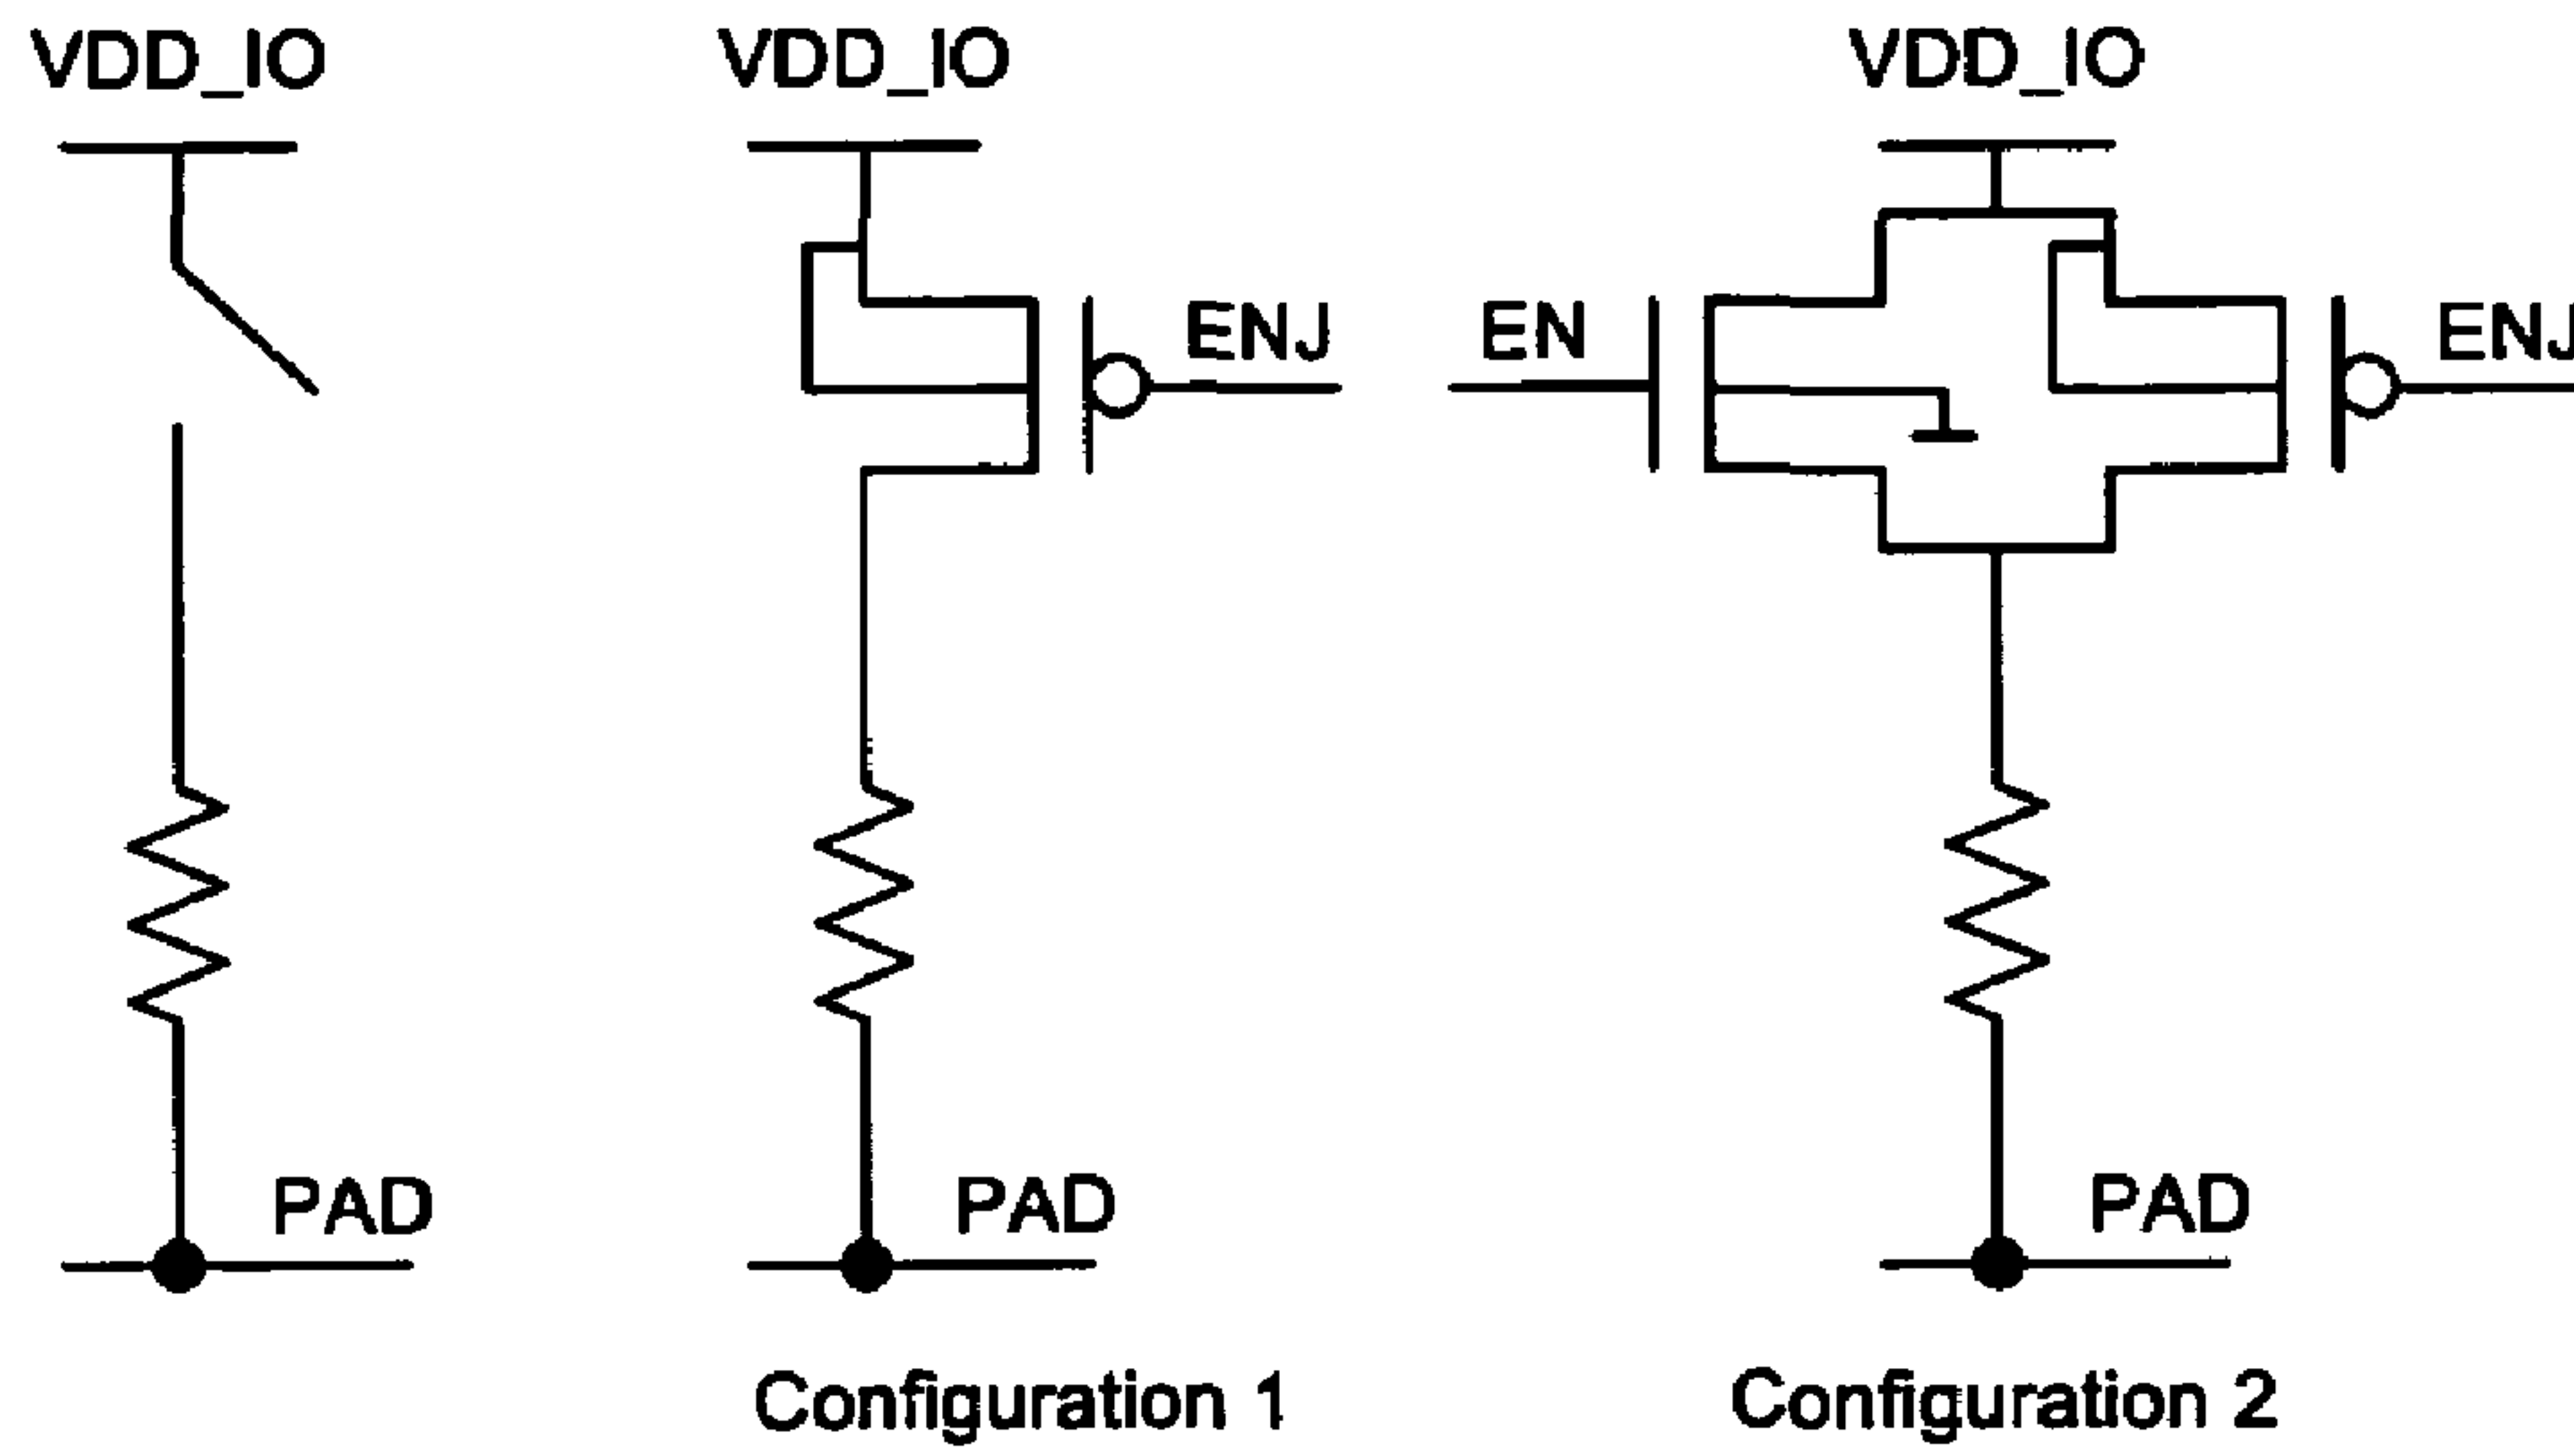 VDD_IO VDD_IO VDD_IO
ENJ EN ENJ
PAD PAD PAD
Configuration 1 Configuration 2